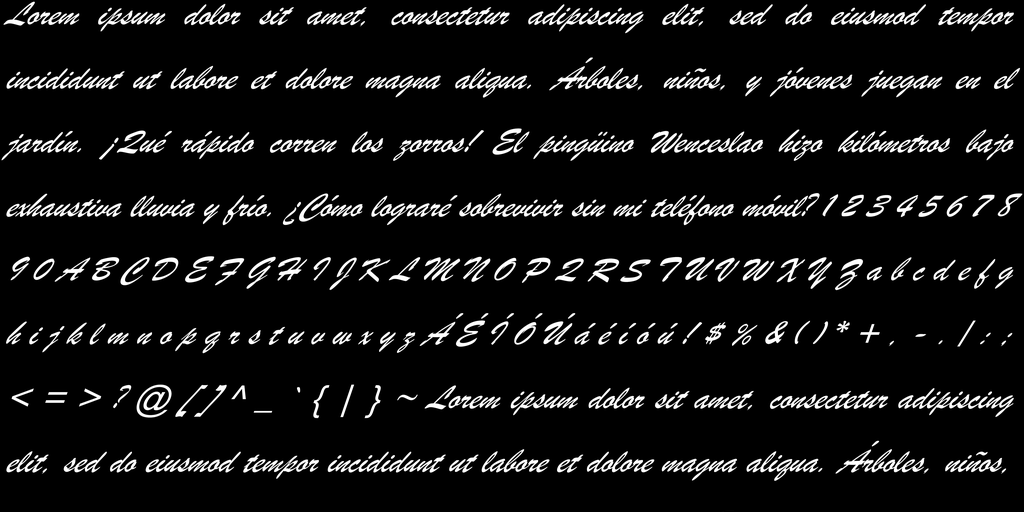 Lorem ipsum dolor sit amet, consectetur adipiscing elit, sed do eiusmod tempor
incididunt ut labore et dolore magna aliqua. Árboles, niños, y jóvenes juegan en el
jardín. ¡Qué rápido corren los zorros! El pingüino Wenceslao hizo kilómetros bajo
exhaustiva lluvia y frío. ¿Cómo lograré sobrevivir sin mi teléfono móvil? 1 2 3 4 5 6 7 8
9 0 A B C D E F G H I J K L M N O P Q R S T U V W X Y Z a b c d e f g
h i j k l m n o p q r s t u v w x y z Á É Í Ó Ú á é í ó ú ! $ % & ( ) * + , - . / : ;
< = > ? @ [ ] ^ _ ` { | } ~ Lorem ipsum dolor sit amet, consectetur adipiscing
elit, sed do eiusmod tempor incididunt ut labore et dolore magna aliqua. Árboles, niños,